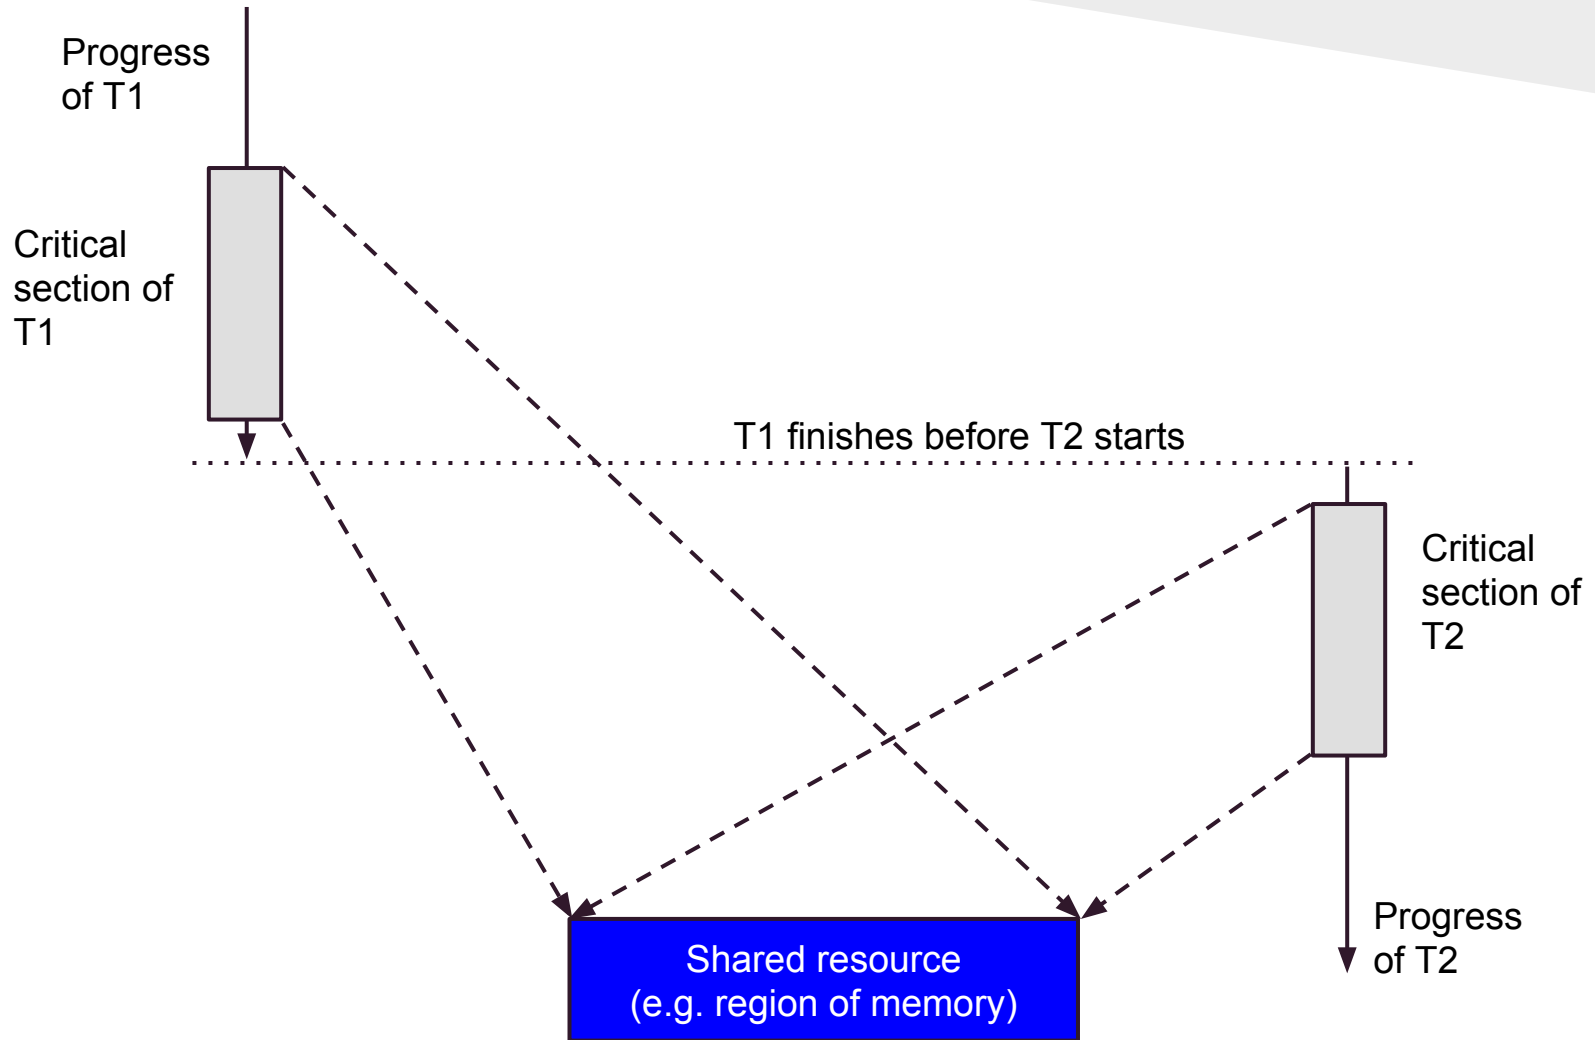 Progress
of T1
Critical
section of
T1
T1 finishes before T2 starts
Critical
section of
T2
Progress
of T2
Shared resource
(e.g. region of memory)